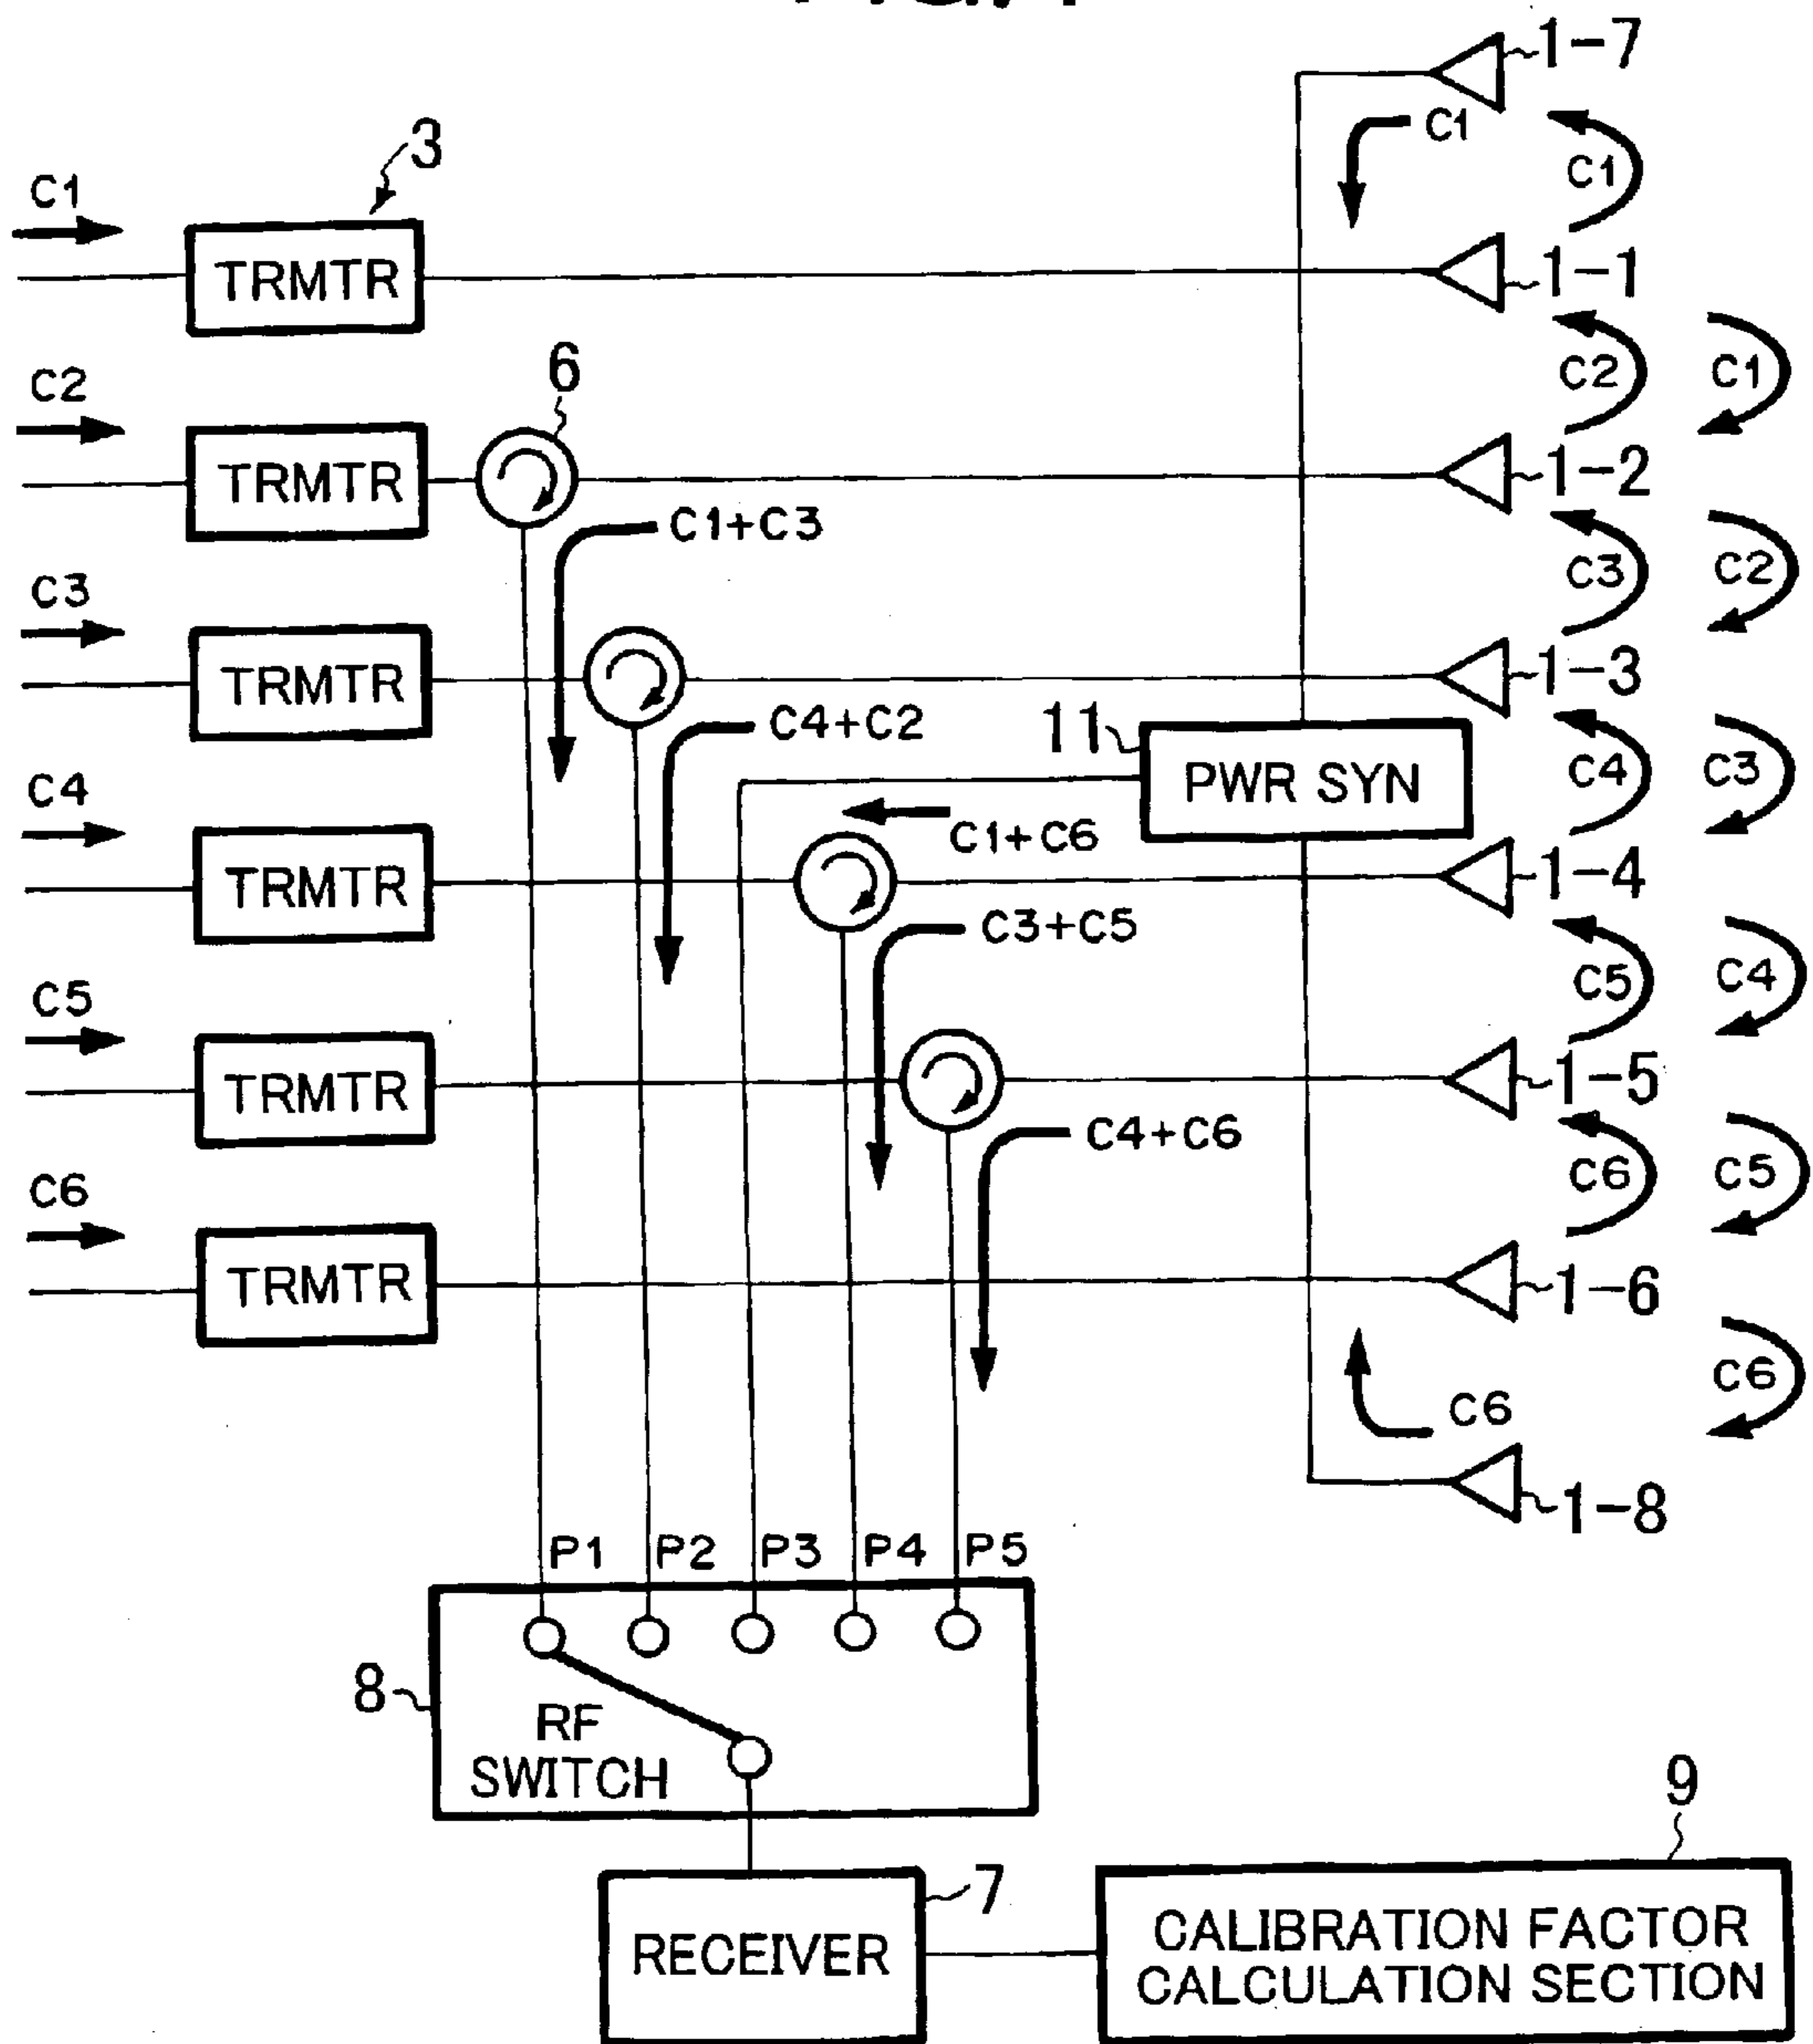 1-7
C1
C1
3
C1
TRMTR
1-1
C2
C1
C2
6
TRMTR
1-2
C1+C3
C3
C2
C3
TRMTR
1-3
C4+C2
11
PWR SYN
C4
C3
C4
C1+C6
TRMTR
1-4
C3+C5
C5
C4
C5
TRMTR
1-5
C4+C6
C6
C5
C6
TRMTR
1-6
C6
C6
1-8
P1 P2 P3 P4 P5
8
RF
SWITCH
9
7
RECEIVER
CALIBRATION FACTOR
CALCULATION SECTION